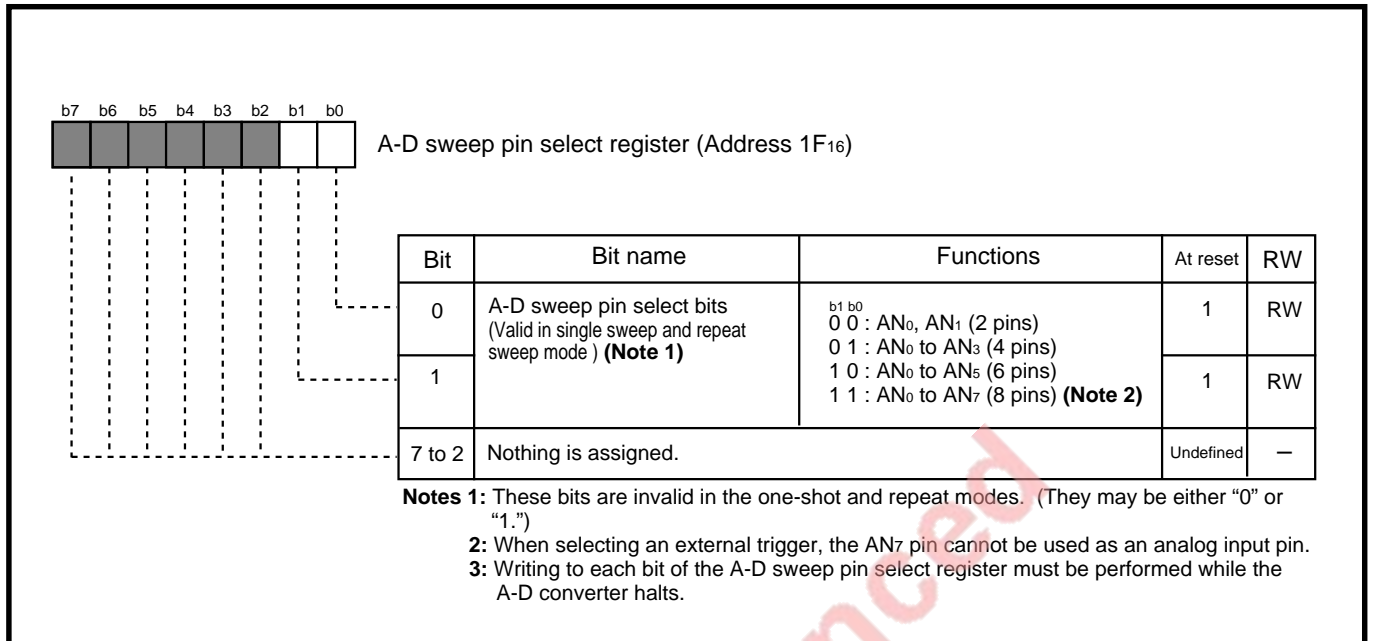 b7 b6 b5 b4 b3 b2 b1 b0
A-D sweep pin select register (Address 1F16)
Bit Bit name Functions At reset RW
0 A-D sweep pin select bits
(Valid in single sweep and repeat
sweep mode ) (Note 1)
b1 b0
0 0 : AN0, AN1 (2 pins)
0 1 : AN0 to AN3 (4 pins)
1 0 : AN0 to AN5 (6 pins)
1 1 : AN0 to AN7 (8 pins) (Note 2)
1 RW
1 1 RW
7 to 2 Nothing is assigned. Undefined –
Notes 1: These bits are invalid in the one-shot and repeat modes. (They may be either “0” or
“1.”)
2: When selecting an external trigger, the AN7 pin cannot be used as an analog input pin.
3: Writing to each bit of the A-D sweep pin select register must be performed while the
A-D converter halts.
nced